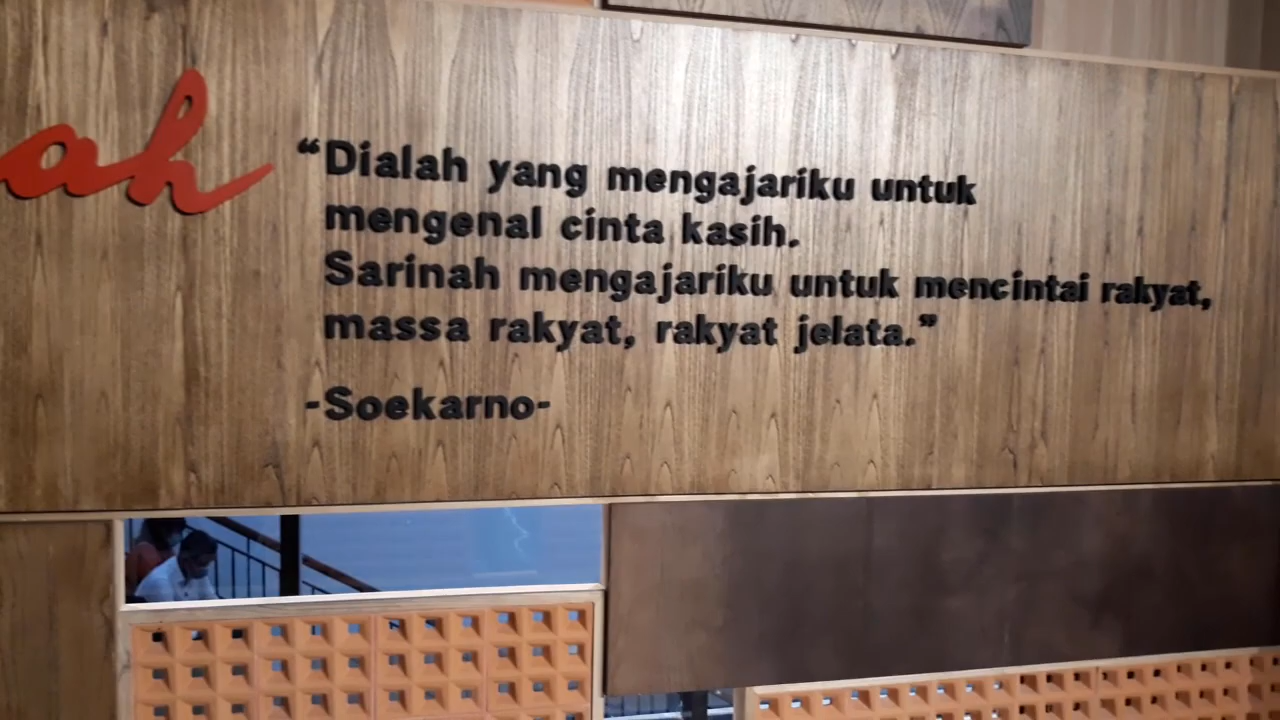 ah
“Dialah yang mengajariku untuk
mengenal cinta kasih.
Sarinah mengajariku untuk mencintai rakyat,
massa rakyat, rakyat jelata.”
-Soekarno-